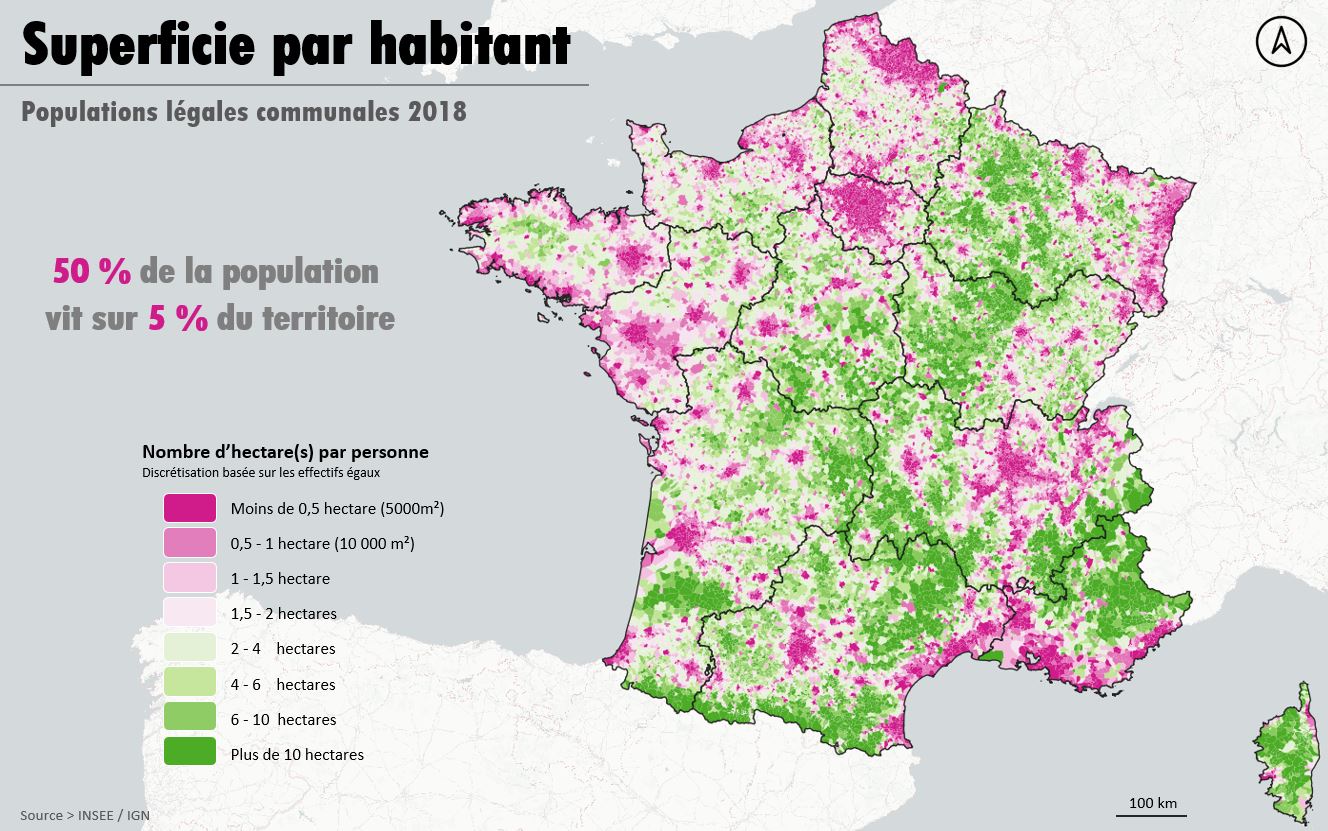 Superficie par habitant
Populations légales communales 2018
50 % de la population
vit sur 5 % du territoire
Nombre d’hectare(s) par personne
Discrétisation basée sur les effectifs égaux
Moins de 0,5 hectare (5000m²)
0,5 - 1 hectare (10 000 m²)
1 - 1,5 hectare
1,5 - 2 hectares
2 - 4 hectares
4 - 6 hectares
6 - 10 hectares
Plus de 10 hectares
Source > INSEE / IGN
100 km